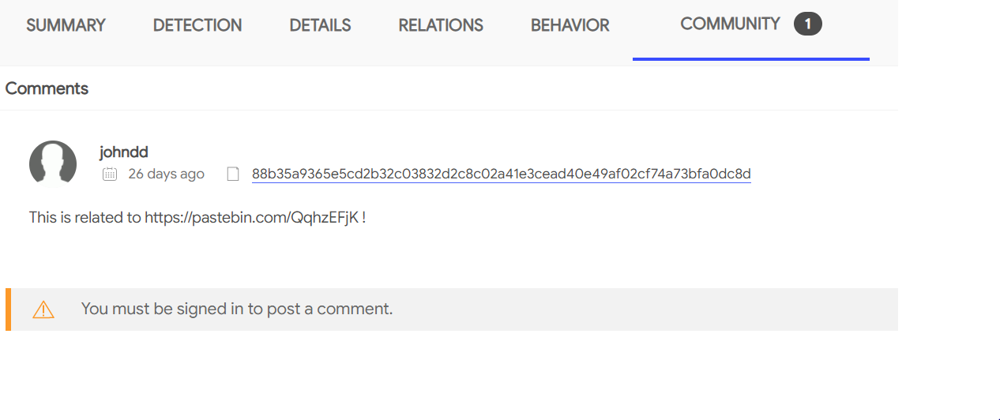 SUMMARY DETECTION DETAILS RELATIONS BEHAVIOR COMMUNITY 1
Comments
johndd
26 days ago 88b35a9365e5cd2b32c03832d2c8c02a41e3cead40e49af02cf74a73bfa0dc8d
This is related to https://pastebin.com/QqhzEFjK !
You must be signed in to post a comment.